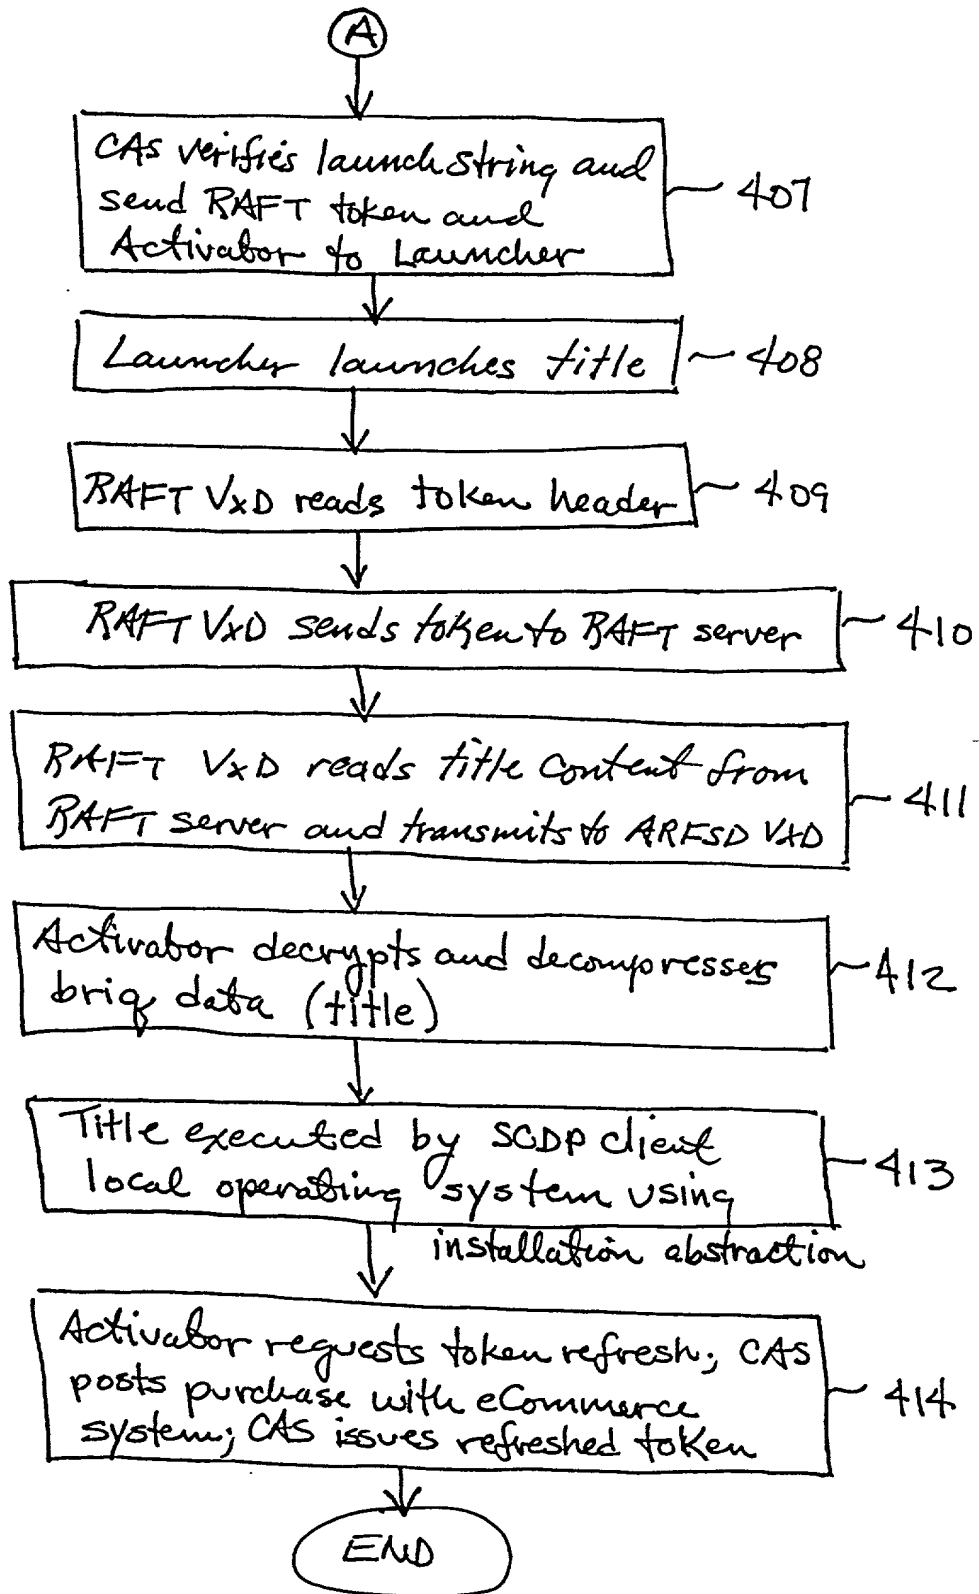 A
CAS verifies launch string and
send RAFT token and
Activator to Launcher
407
Launcher launches title
408
RAFT VxD reads token header
409
RAFT VxD sends token to RAFT server
410
RAFT VxD reads title content from
RAFT server and transmits to ARFSD VXD
411
Activator decrypts and decompresses
briq data (title)
412
Title executed by SCDP client
local operating system using
installation abstraction
413
Activator requests token refresh; CAS
posts purchase with eCommerce
system; CAS issues refreshed token
414
END